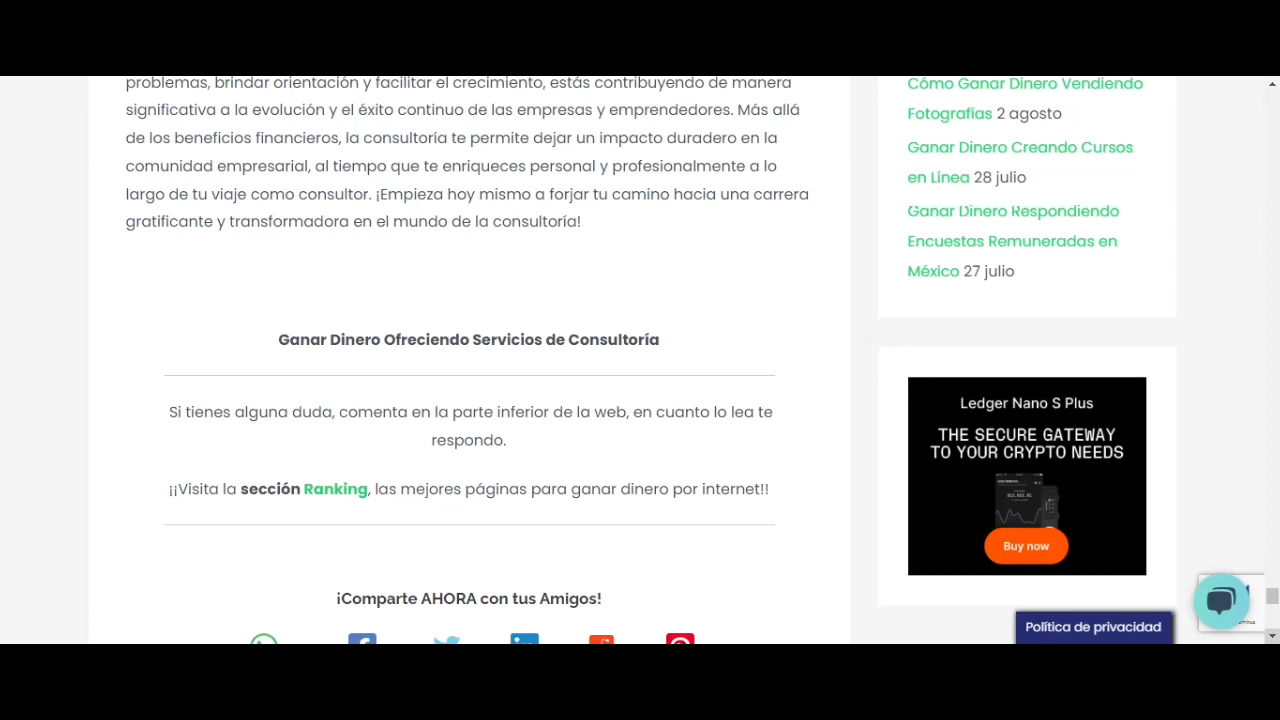 problemas, brindar orientación y facilitar el crecimiento, estás contribuyendo de manera
significativa a la evolución y el éxito continuo de las empresas y emprendedores. Más allá
de los beneficios financieros, la consultoría te permite dejar un impacto duradero en la
comunidad empresarial, al tiempo que te enriqueces personal y profesionalmente a lo
largo de tu viaje como consultor. ¡Empieza hoy mismo a forjar tu camino hacia una carrera
gratificante y transformadora en el mundo de la consultoría!
Ganar Dinero Ofreciendo Servicios de Consultoría
Si tienes alguna duda, comenta en la parte inferior de la web, en cuanto lo lea te
respondo.
¡¡Visita la sección Ranking, las mejores páginas para ganar dinero por internet!!
¡Comparte AHORA con tus Amigos!
Cómo Ganar Dinero Vendiendo
Fotografías 2 agosto
Ganar Dinero Creando Cursos
en Línea 28 julio
Ganar Dinero Respondiendo
Encuestas Remuneradas en
México 27 julio
Ledger Nano S Plus
THE SECURE GATEWAY
TO YOUR CRYPTO NEEDS
Buy now
Política de privacidad